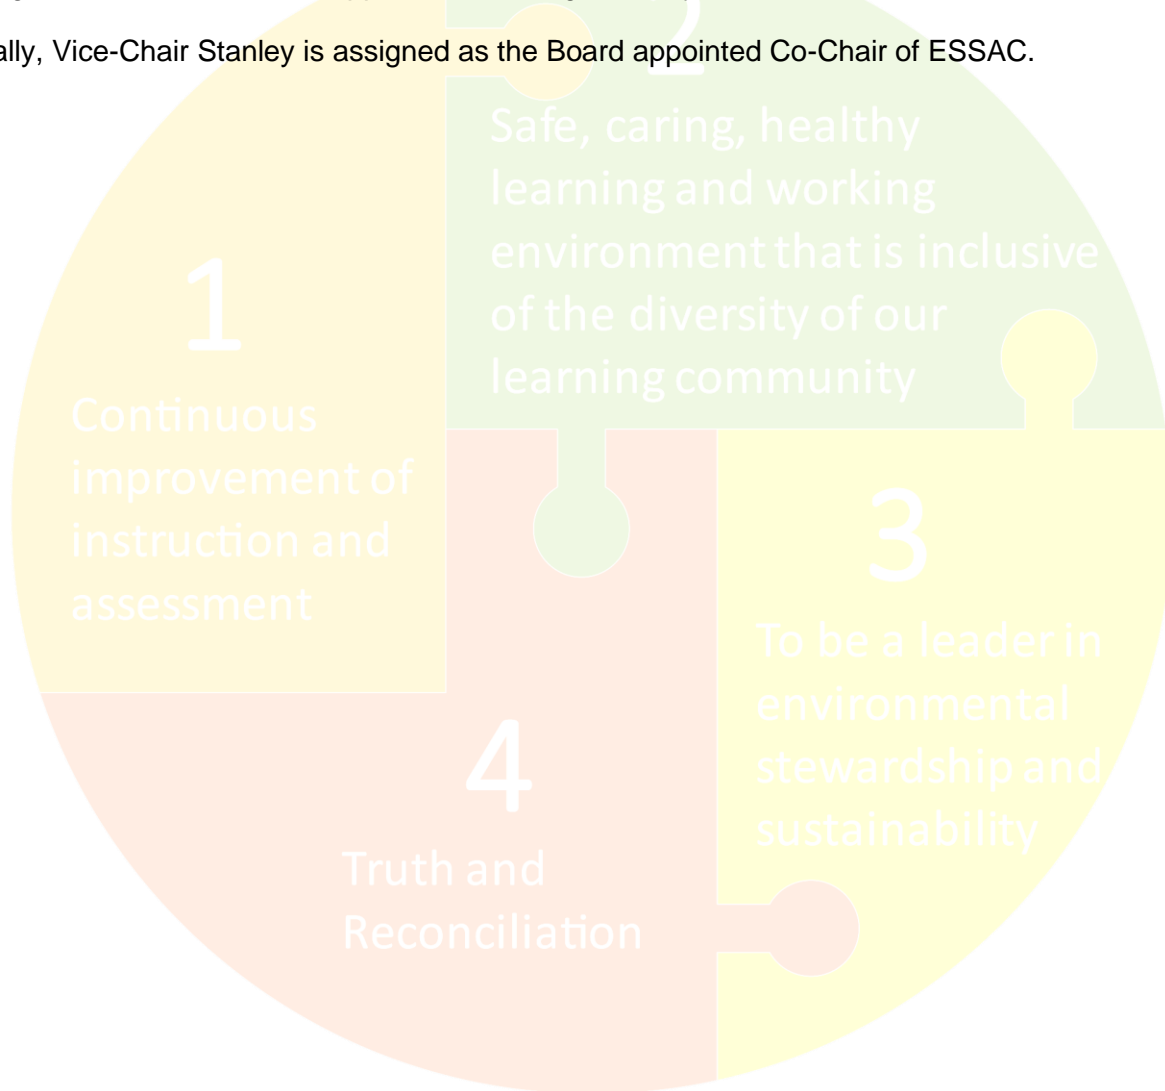 ally, Vice-Chair Stanley is assigned as the Board appointed Co-Chair of ESSAC.
2
Safe, caring, healthy
learning and working
environment that is inclusive
of the diversity of our
learning community
1
Continuous
improvement of
instruction and
assessment
3
To be a leader in
environmental
stewardship and
sustainability
4
Truth and
Reconciliation